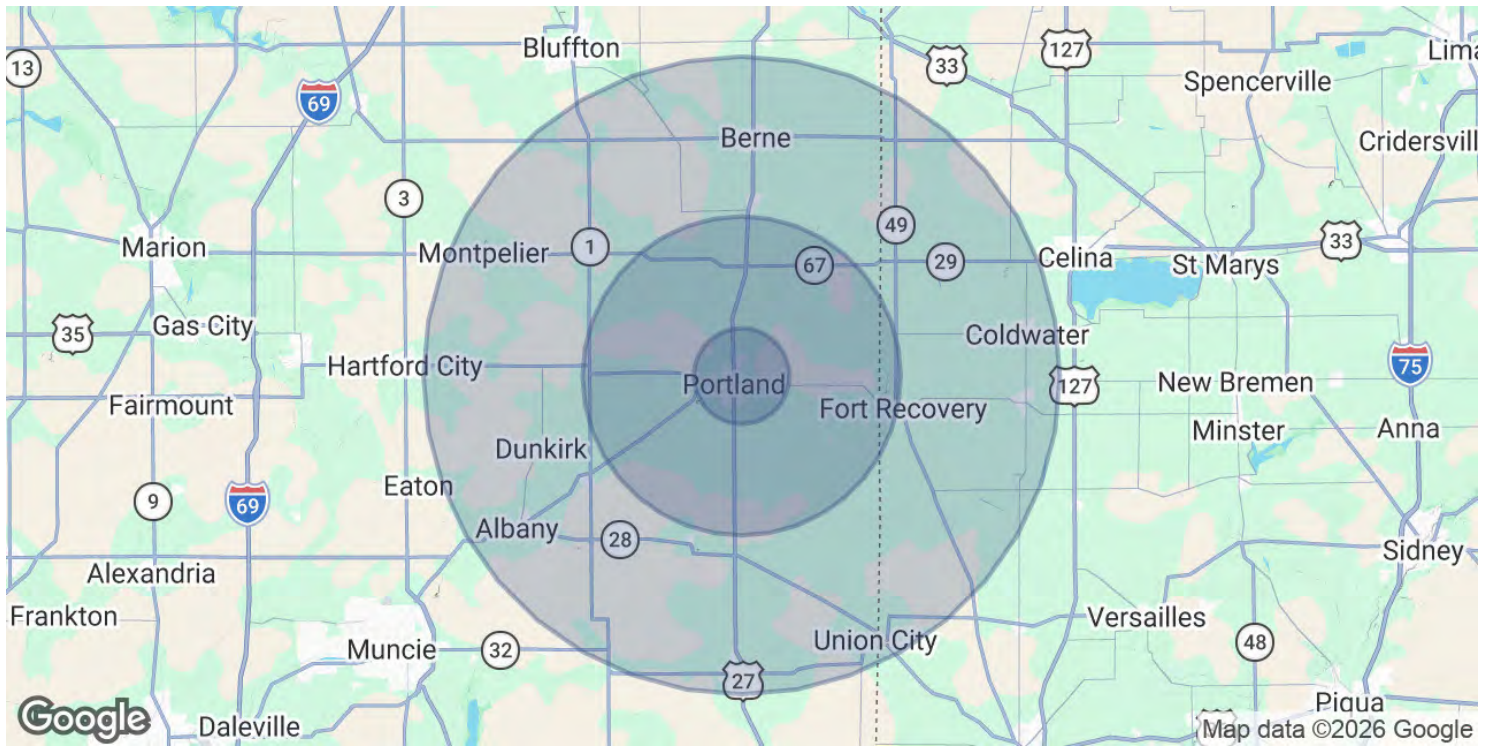 Bluffton
127
33
Lima
13
69
Spencerville
Berne
Cridersvill
3
49
33
Marion
Montpelier
1
67
29
Celina
St Marys
35
Gas City
Coldwater
Hartford City
75
Portland
127
New Bremen
Fairmount
Fort Recovery
Minster
Anna
Dunkirk
Eaton
9
69
Albany
28
Sidney
Alexandria
Frankton
Versailles
Muncie
32
Union City
48
27
Piqua
Google
Daleville
Map data ©2026 Google